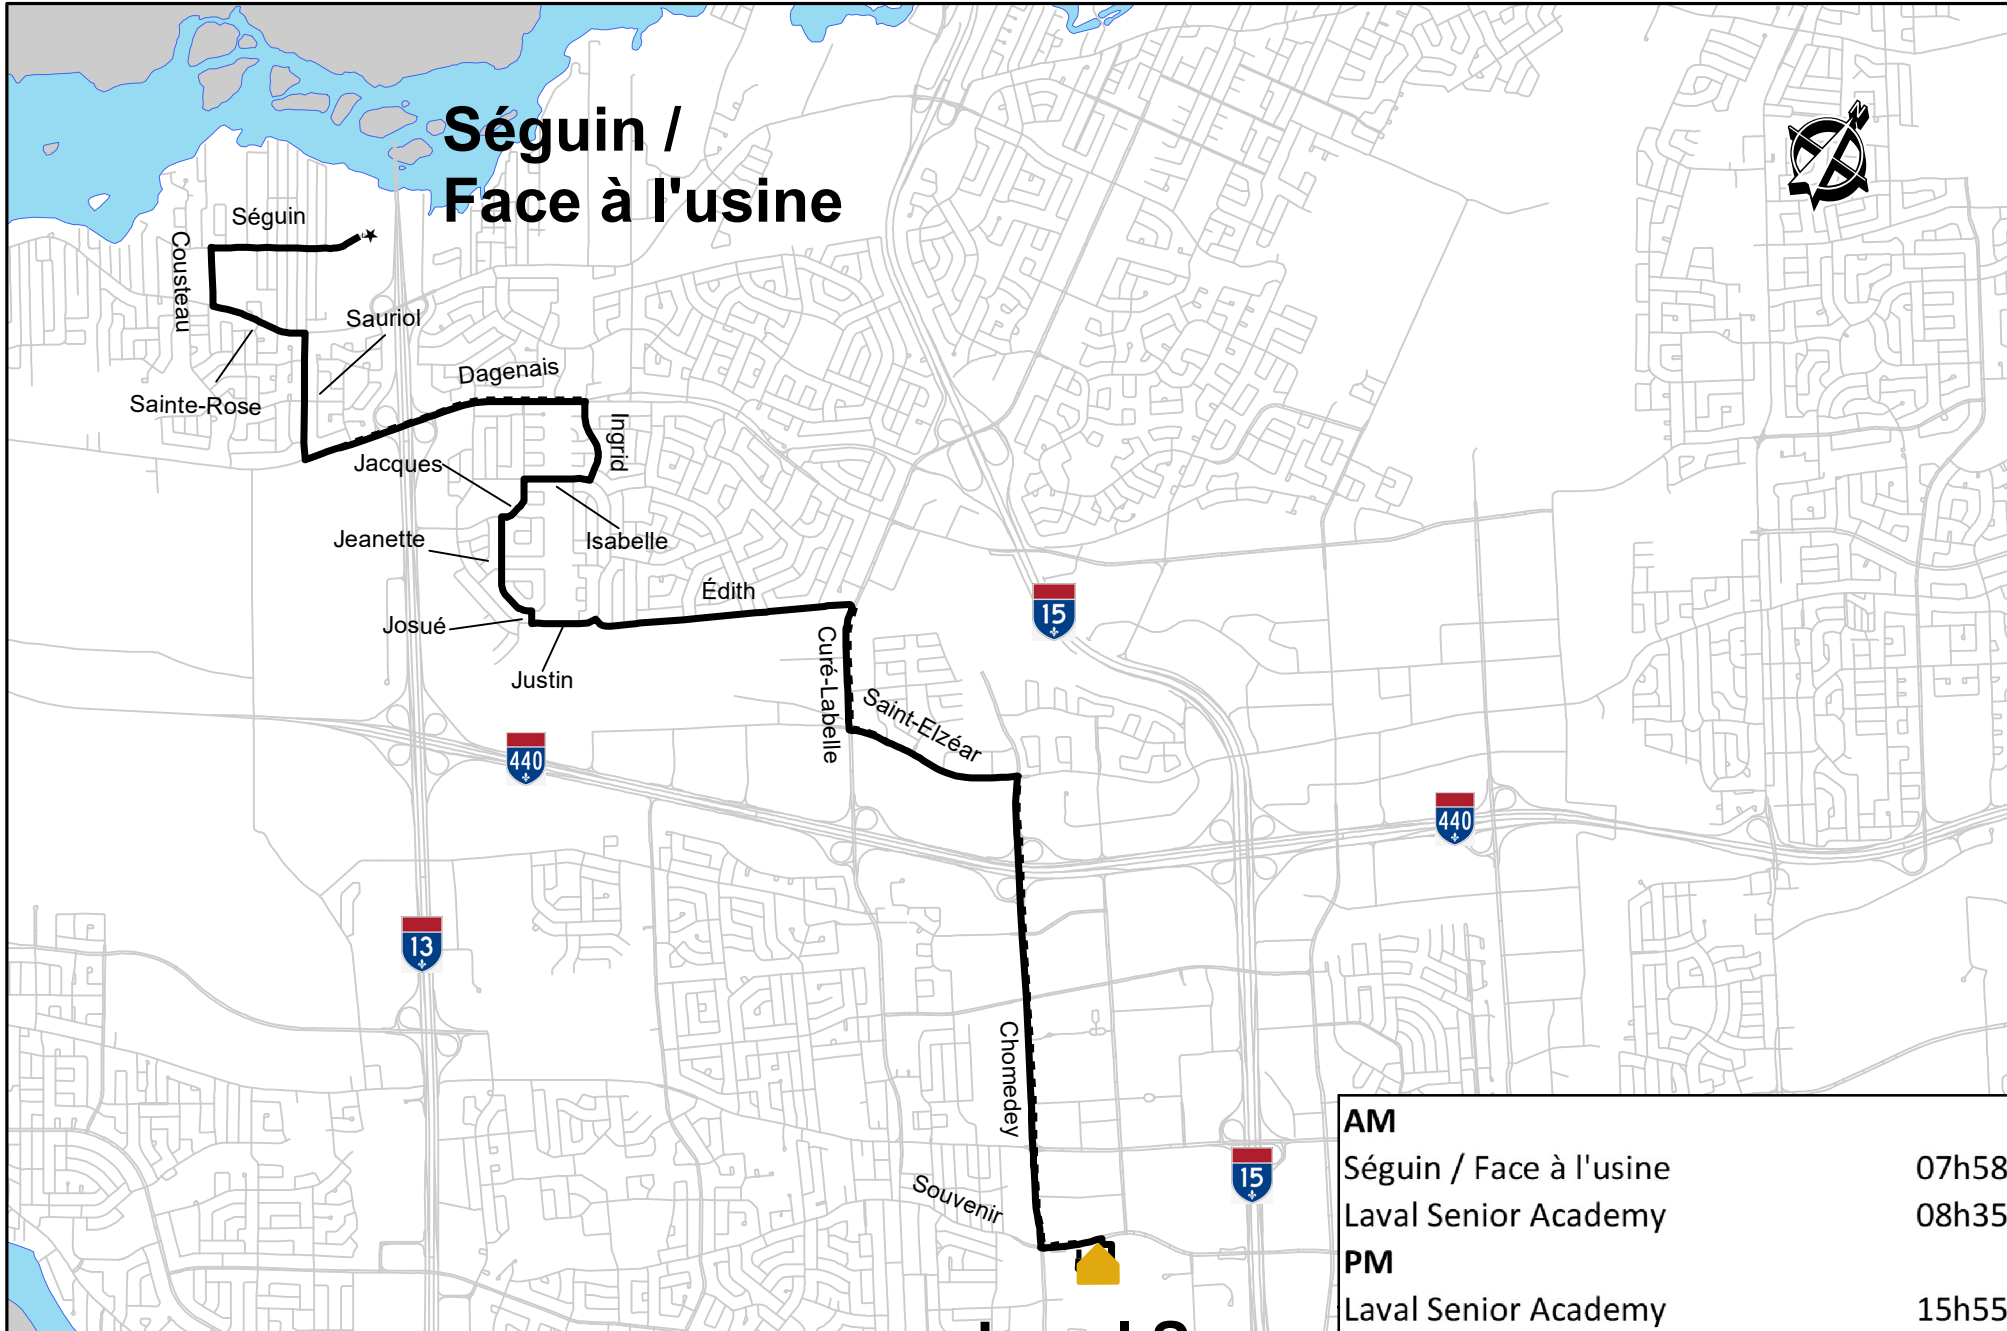 Séguin /
Face à l'usine
N
Séguin
Cousteau
Sauriol
Sainte-Rose
Dagenais
Ingrid
Jacques
Isabelle
Jeanette
Édith
Josué
Justin
15
Curé-Labelle
Saint-Elzéar
440
440
13
Chomedey
15
Souvenir
AM
Séguin / Face à l'usine 07h58
Laval Senior Academy 08h35
PM
Laval Senior Academy 15h55